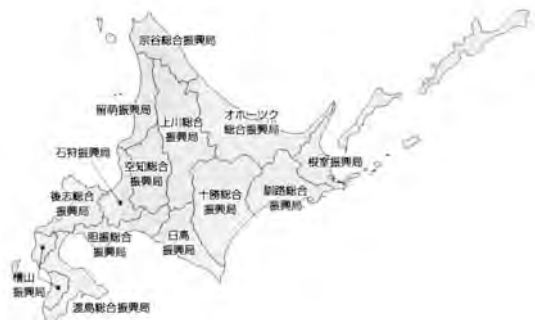 宗谷総合振興局
留萌振興局
上川総合
振興局
オホーツク
総合振興局
石狩振興局
空知総合
振興局
根室振興局
後志総合
振興局
十勝総合
振興局
釧路総合
振興局
胆振総合
振興局
日高
振興局
檜山
振興局
渡島総合振興局